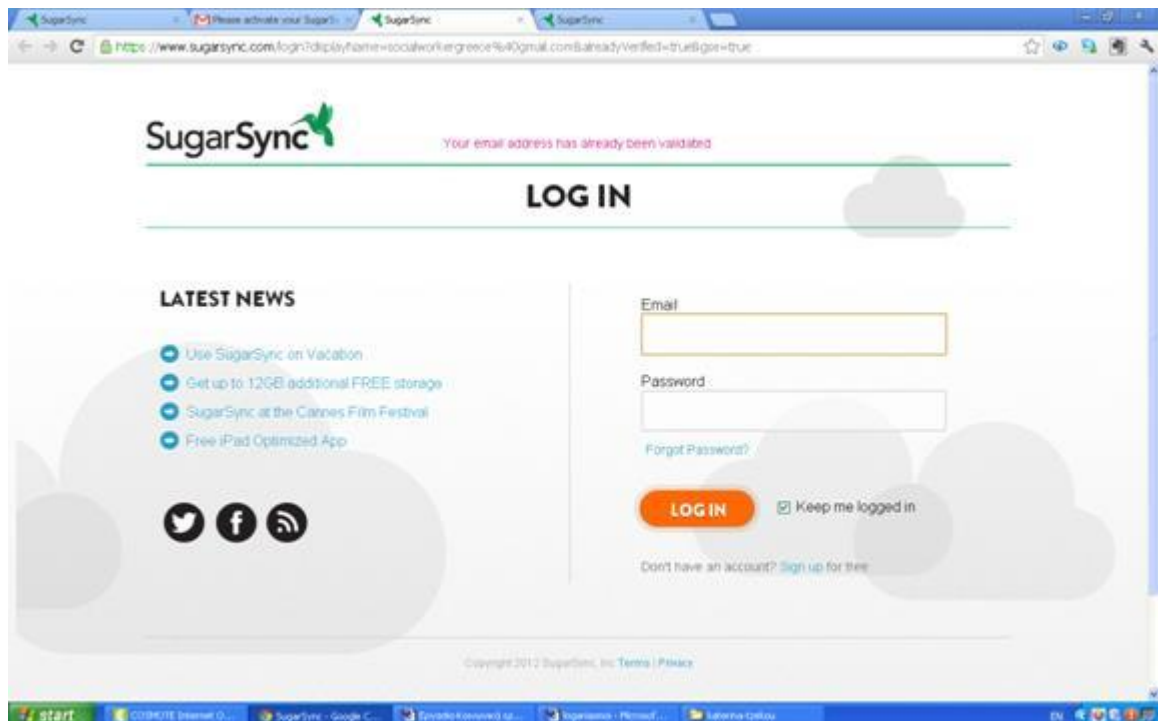 SugarSync
Please activate your SugarS
SugarSync
SugarSync
https://www.sugarsync.com/login?displayName=socialworkergreece%40gmail.com&alreadyVerified=true&gsr=true
SugarSync
Your email address has already been validated
LOG IN
LATEST NEWS
Use SugarSync on Vacation
Get up to 12GB additional FREE storage
SugarSync at the Cannes Film Festival
Free iPad Optimized App
Email
Password
Forgot Password?
LOG IN
Keep me logged in
Don't have an account? Sign up for free
Copyright 2012 SugarSync, Inc Terms | Privacy
start
COSMOTE Internet O...
SugarSync - Google C...
Microsof...
EN